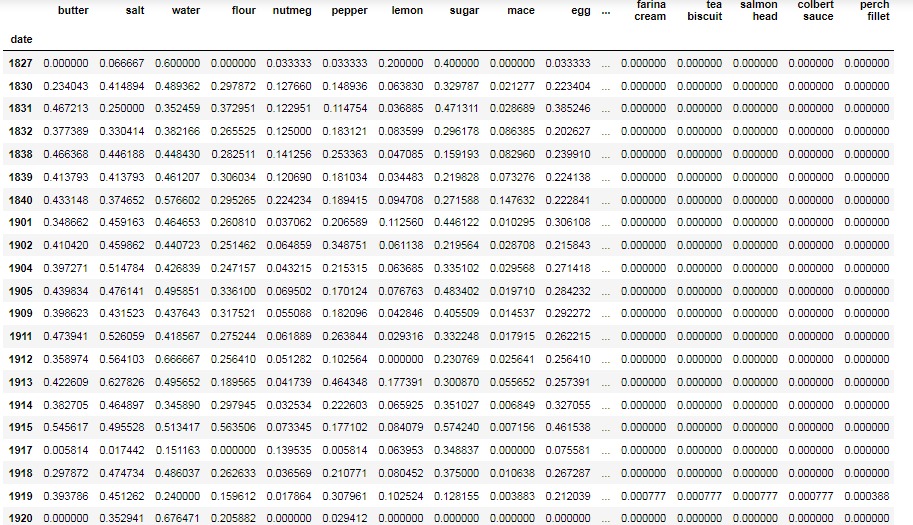 butter salt water flour nutmeg pepper lemon sugar mace egg ... farina cream tea biscuit salmon head colbert sauce perch fillet
date
1827 0.000000 0.066667 0.600000 0.000000 0.033333 0.033333 0.200000 0.400000 0.000000 0.033333 ... 0.000000 0.000000 0.000000 0.000000 0.000000
1830 0.234043 0.414894 0.489362 0.297872 0.127660 0.148936 0.063830 0.329787 0.021277 0.223404 ... 0.000000 0.000000 0.000000 0.000000 0.000000
1831 0.467213 0.250000 0.352459 0.372951 0.122951 0.114754 0.036885 0.471311 0.028689 0.385246 ... 0.000000 0.000000 0.000000 0.000000 0.000000
1832 0.377389 0.330414 0.382166 0.265525 0.125000 0.183121 0.083599 0.296178 0.086385 0.202627 ... 0.000000 0.000000 0.000000 0.000000 0.000000
1838 0.466368 0.446188 0.448430 0.282511 0.141256 0.253363 0.047085 0.159193 0.082960 0.239910 ... 0.000000 0.000000 0.000000 0.000000 0.000000
1839 0.413793 0.413793 0.461207 0.306034 0.120690 0.181034 0.034483 0.219828 0.073276 0.224138 ... 0.000000 0.000000 0.000000 0.000000 0.000000
1840 0.433148 0.374652 0.576602 0.295265 0.224234 0.189415 0.094708 0.271588 0.147632 0.222841 ... 0.000000 0.000000 0.000000 0.000000 0.000000
1901 0.348662 0.459163 0.464653 0.260810 0.037062 0.206589 0.112560 0.446122 0.010295 0.306108 ... 0.000000 0.000000 0.000000 0.000000 0.000000
1902 0.410420 0.459862 0.440723 0.251462 0.064859 0.348751 0.061138 0.219564 0.028708 0.215843 ... 0.000000 0.000000 0.000000 0.000000 0.000000
1904 0.397271 0.514784 0.426839 0.247157 0.043215 0.215315 0.063685 0.335102 0.029568 0.271418 ... 0.000000 0.000000 0.000000 0.000000 0.000000
1905 0.439834 0.476141 0.495851 0.336100 0.069502 0.170124 0.076763 0.483402 0.019710 0.284232 ... 0.000000 0.000000 0.000000 0.000000 0.000000
1909 0.398623 0.431523 0.437643 0.317521 0.055088 0.182096 0.042846 0.405509 0.014537 0.292272 ... 0.000000 0.000000 0.000000 0.000000 0.000000
1911 0.473941 0.526059 0.418567 0.275244 0.061889 0.263844 0.029316 0.332248 0.017915 0.262215 ... 0.000000 0.000000 0.000000 0.000000 0.000000
1912 0.358974 0.564103 0.666667 0.256410 0.051282 0.102564 0.000000 0.230769 0.025641 0.256410 ... 0.000000 0.000000 0.000000 0.000000 0.000000
1913 0.422609 0.627826 0.495652 0.189565 0.041739 0.464348 0.177391 0.300870 0.055652 0.257391 ... 0.000000 0.000000 0.000000 0.000000 0.000000
1914 0.382705 0.464897 0.345890 0.297945 0.032534 0.222603 0.065925 0.351027 0.006849 0.327055 ... 0.000000 0.000000 0.000000 0.000000 0.000000
1915 0.545617 0.495528 0.513417 0.563506 0.073345 0.177102 0.084079 0.574240 0.007156 0.461538 ... 0.000000 0.000000 0.000000 0.000000 0.000000
1917 0.005814 0.017442 0.151163 0.000000 0.139535 0.005814 0.063953 0.348837 0.000000 0.075581 ... 0.000000 0.000000 0.000000 0.000000 0.000000
1918 0.297872 0.474734 0.486037 0.262633 0.036569 0.210771 0.080452 0.375000 0.010638 0.267287 ... 0.000000 0.000000 0.000000 0.000000 0.000000
1919 0.393786 0.451262 0.240000 0.159612 0.017864 0.307961 0.102524 0.128155 0.003883 0.212039 ... 0.000777 0.000777 0.000777 0.000777 0.000388
1920 0.000000 0.352941 0.676471 0.205882 0.000000 0.029412 0.000000 0.000000 0.000000 0.000000 ... 0.000000 0.000000 0.000000 0.000000 0.000000